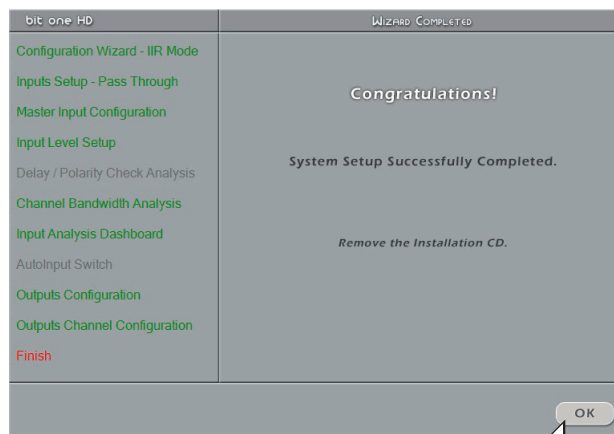 bit one HD
Wizard Completed
Configuration Wizard - IIR Mode
Inputs Setup - Pass Through
Master Input Configuration
Input Level Setup
Delay / Polarity Check Analysis
Channel Bandwidth Analysis
Input Analysis Dashboard
AutoInput Switch
Outputs Configuration
Outputs Channel Configuration
Finish
Congratulations!
System Setup Successfully Completed.
Remove the Installation CD.
OK